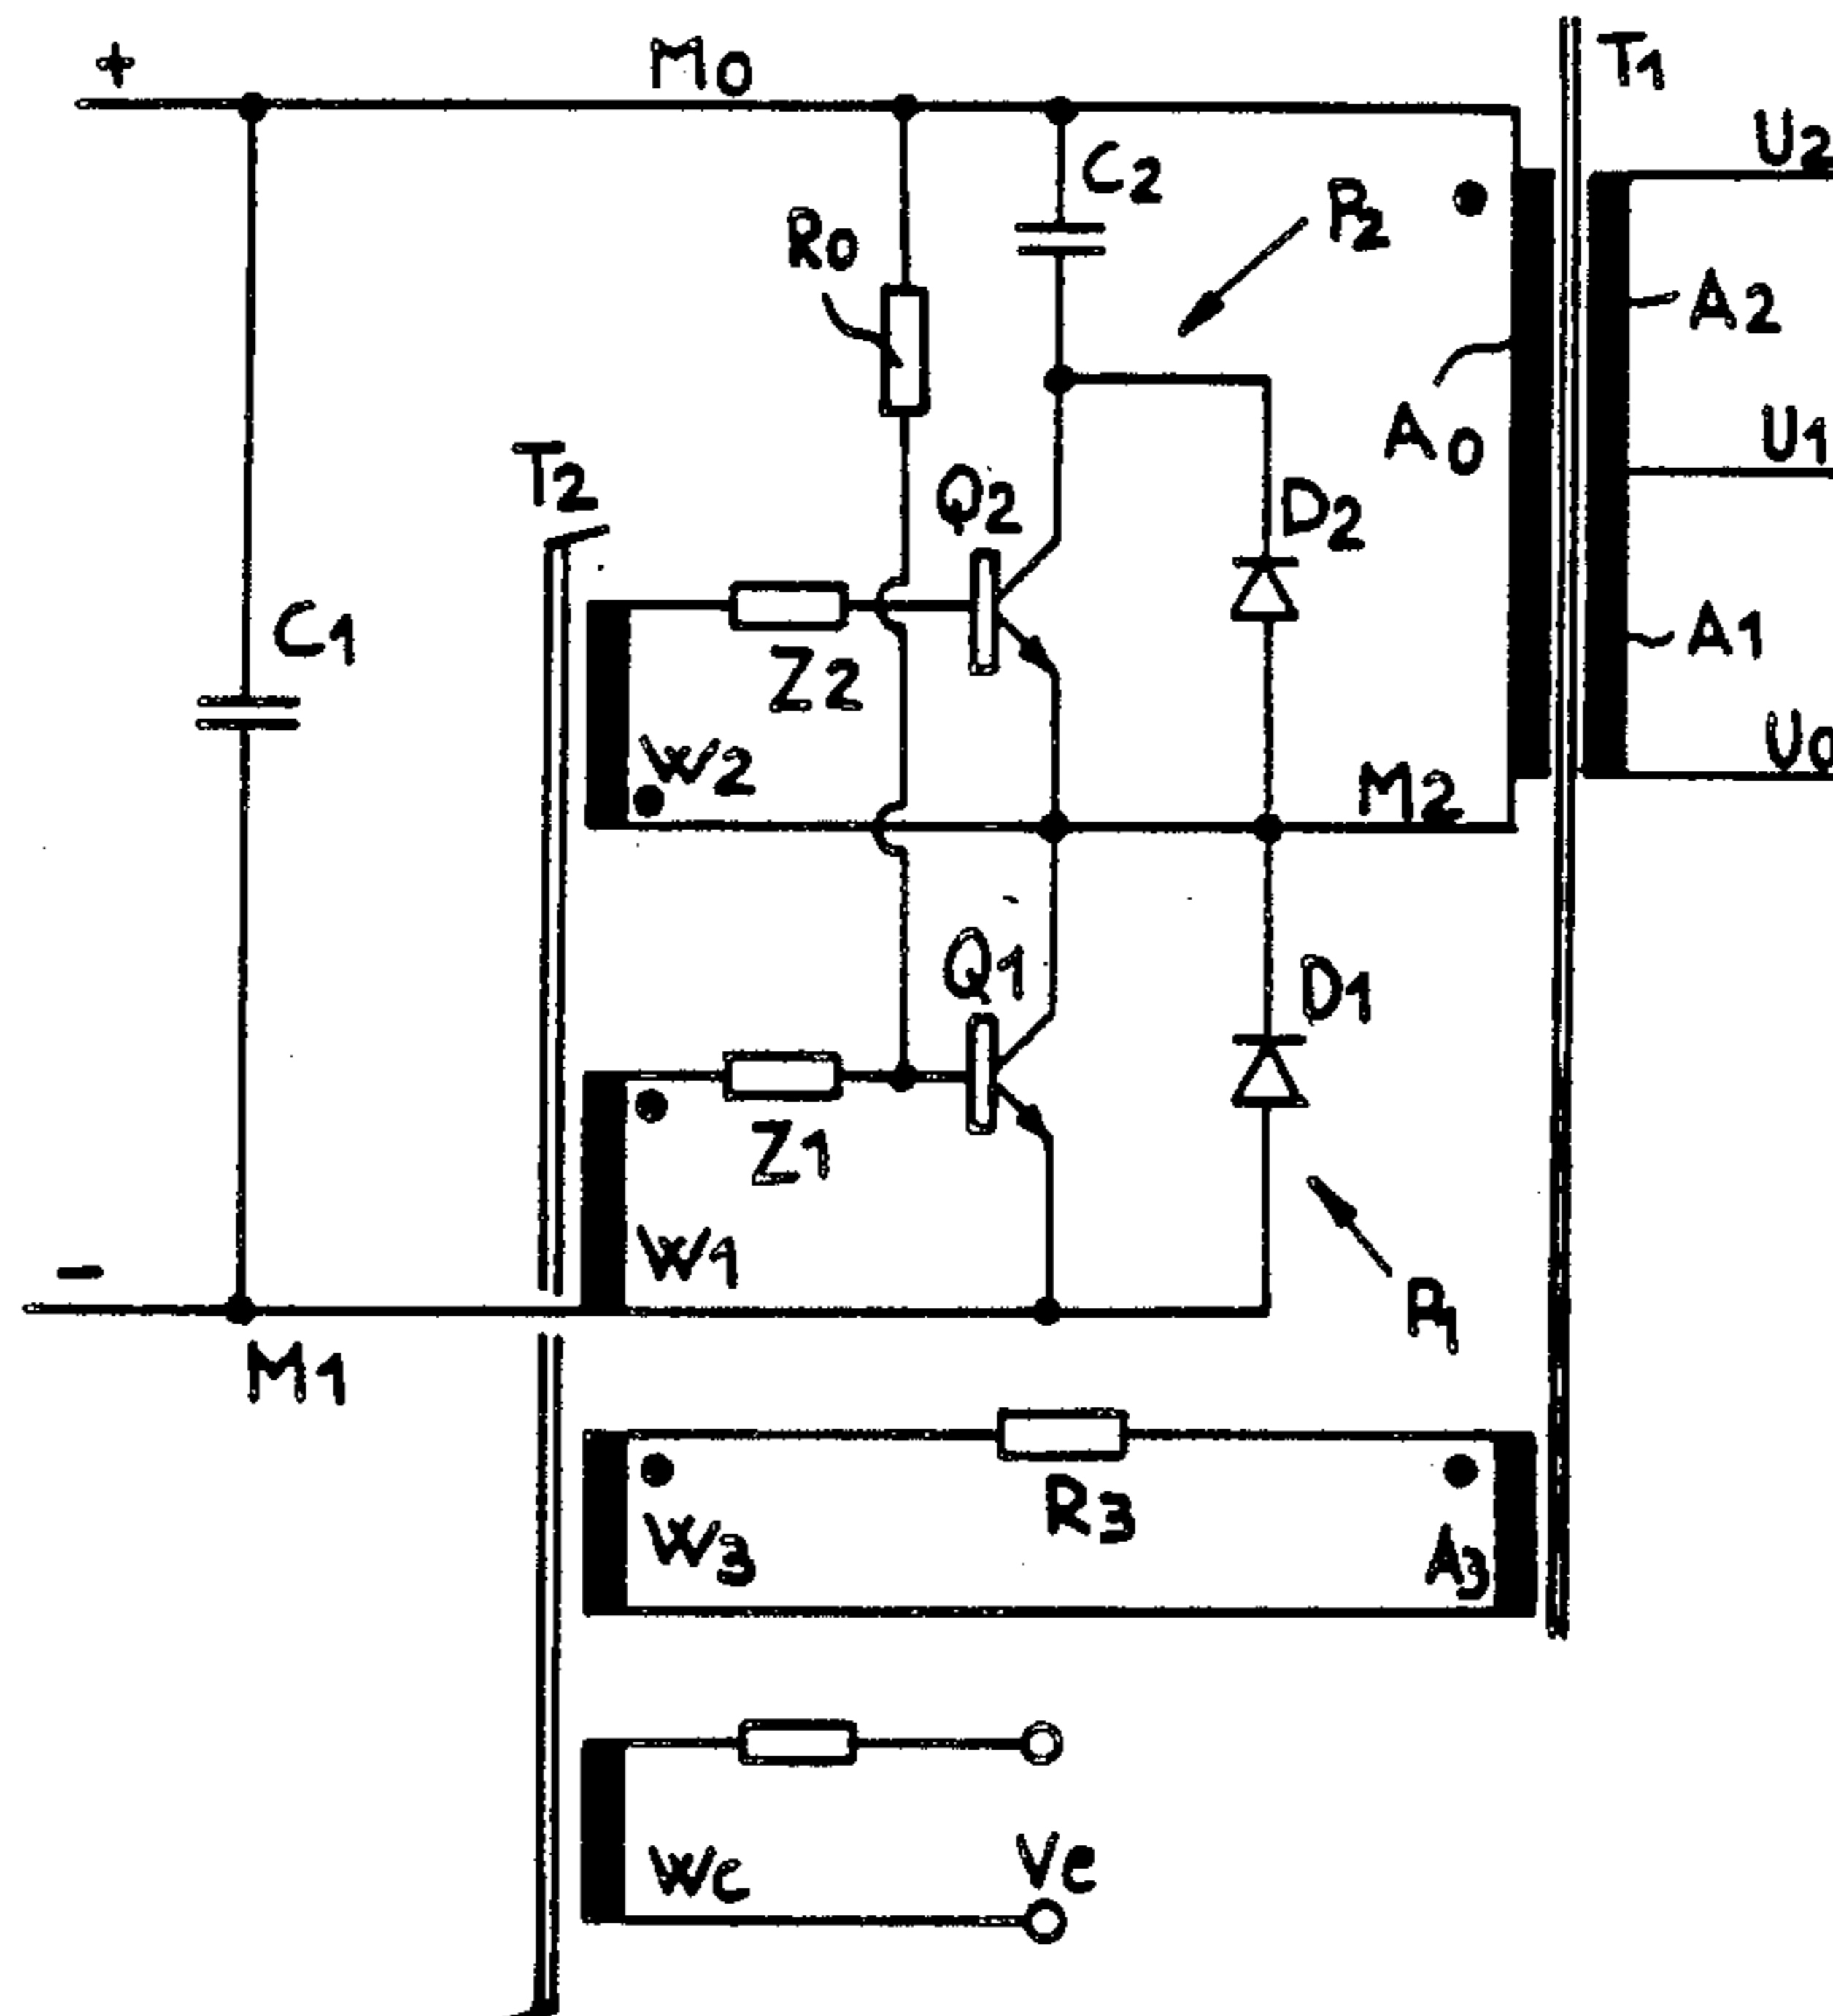 +
M0
T1
U2
C2
R0
P2
A2
A0
U1
T2
Q2
D2
C1
Z2
A1
W2
M2
U0
Q1
D1
Z1
W1
-
P1
M1
R3
W3
A3
Wc
Ve